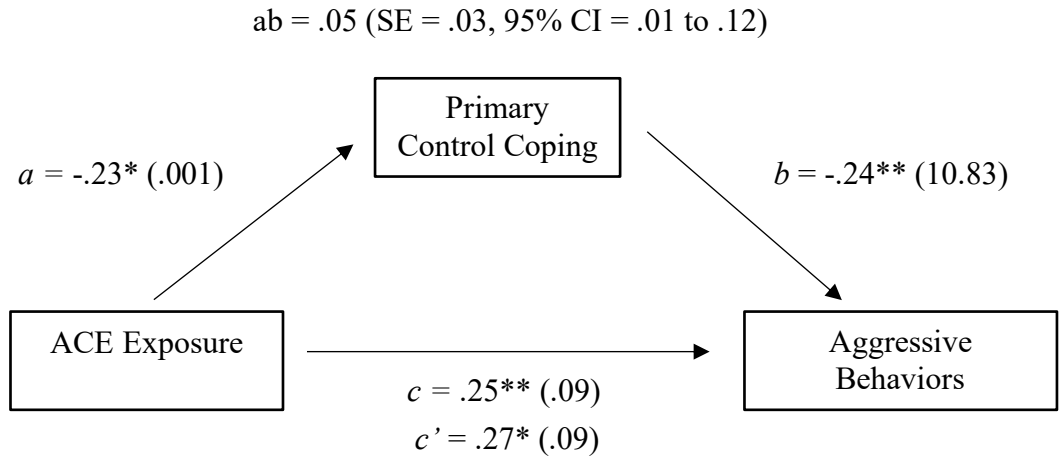 ab = .05 (SE = .03, 95% CI = .01 to .12)
Primary
Control Coping
a = -.23* (.001)
b = -.24** (10.83)
ACE Exposure
Aggressive
Behaviors
c = .25** (.09)
c’ = .27* (.09)